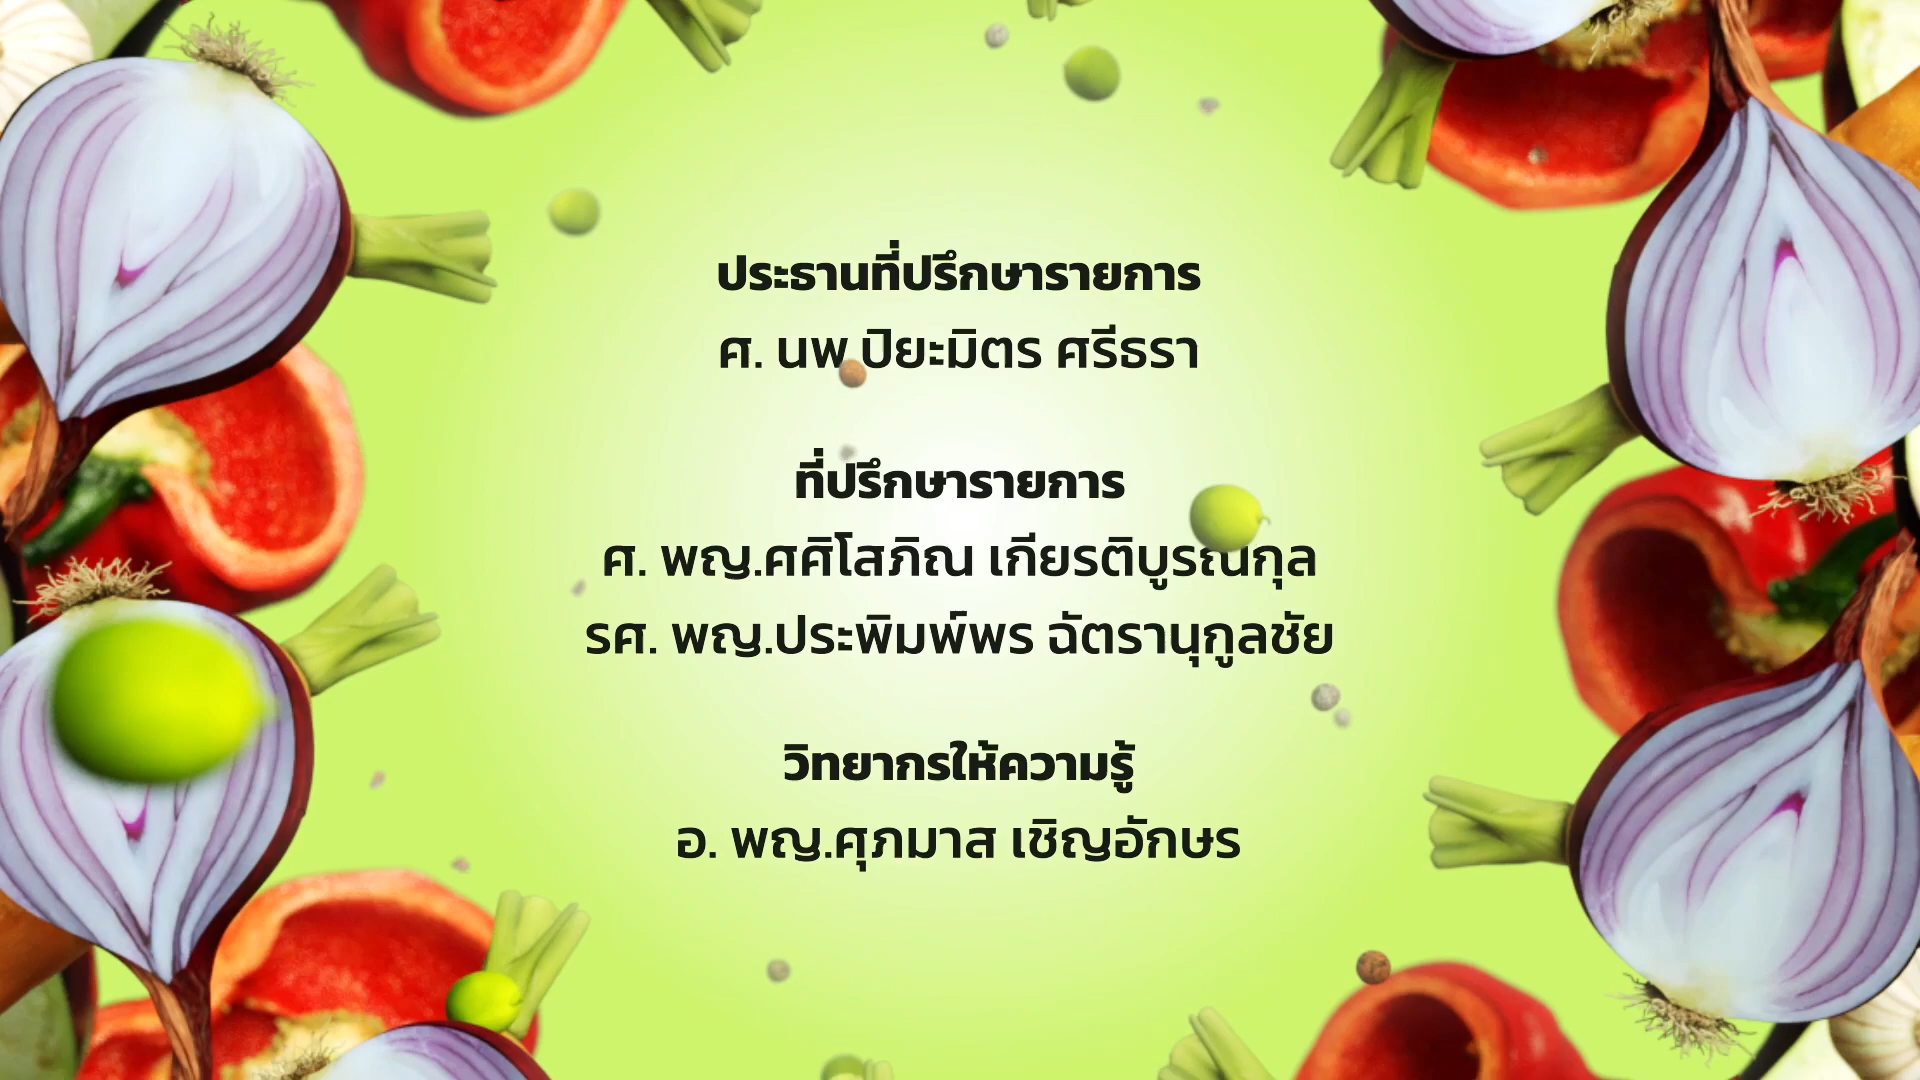 ประธานที่ปรึกษารายการ
ศ. นพ.ปิยะมิตร ศรีธรา
ที่ปรึกษารายการ
ศ. พญ.ศศิโสภิณ เกียรติบูรณกุล
รศ. พญ.ประพิมพ์พร ฉัตรานุกูลชัย
วิทยากรให้ความรู้
อ. พญ.ศุภมาส เชิญอักษร